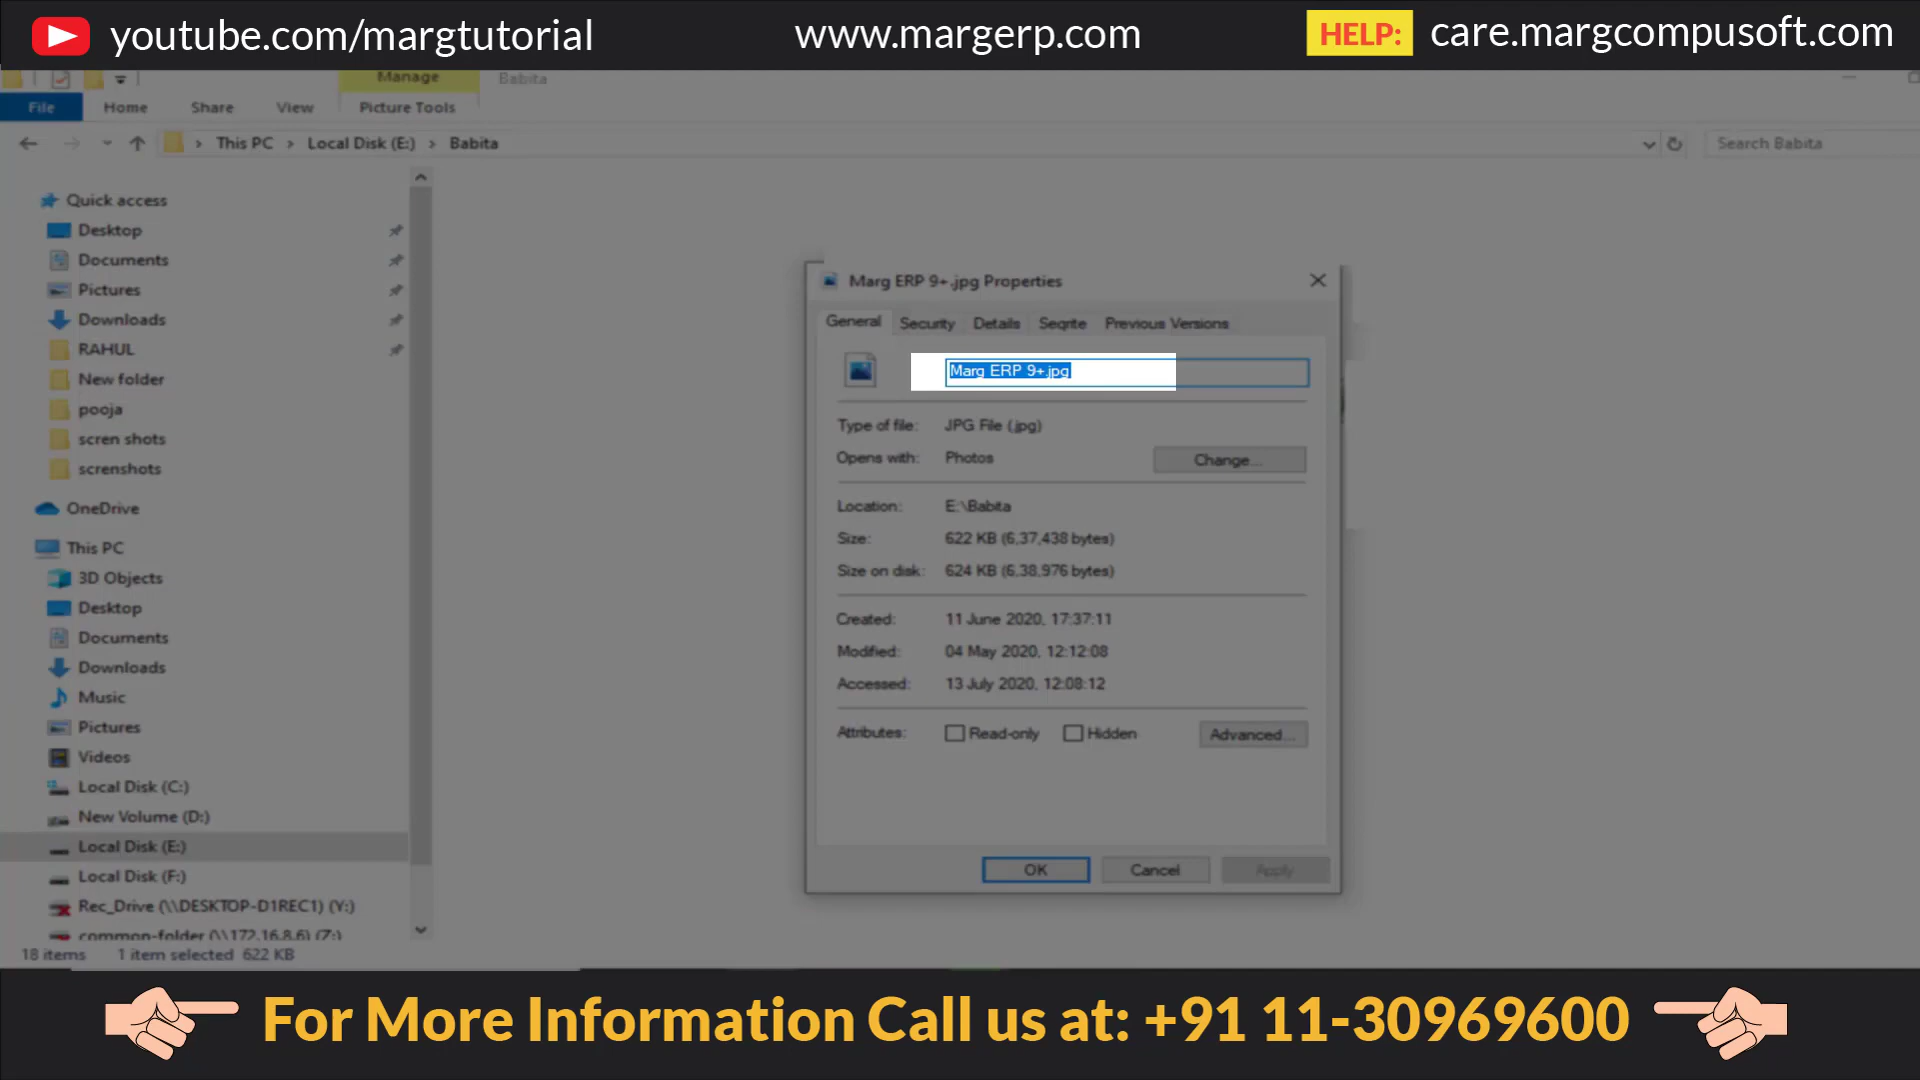 youtube.com/margtutorial
www.margerp.com
HELP: care.margcompusoft.com
Manage
Babita
File Home Share View Picture Tools
This PC > Local Disk (E:) > Babita
Search Babita
Quick access
Desktop
Documents
Pictures
Downloads
RAHUL
New folder
pooja
scren shots
screnshots
OneDrive
This PC
3D Objects
Desktop
Documents
Downloads
Music
Pictures
Videos
Local Disk (C:)
New Volume (D:)
Local Disk (E:)
Local Disk (F:)
Rec_Drive (\\DESKTOP-D1REC1) (Y:)
common-folder (\\172.16.8.6) (Z:)
18 items 1 item selected 622 KB
Marg ERP 9+.jpg Properties
General Security Details Seqrite Previous Versions
Marg ERP 9+.jpg
Type of file: JPG File (.jpg)
Opens with: Photos Change...
Location: E:\Babita
Size: 622 KB (6,37,438 bytes)
Size on disk: 624 KB (6,38,976 bytes)
Created: 11 June 2020, 17:37:11
Modified: 04 May 2020, 12:12:08
Accessed: 13 July 2020, 12:08:12
Attributes: Read-only Hidden Advanced...
OK Cancel Apply
For More Information Call us at: +91 11-30969600